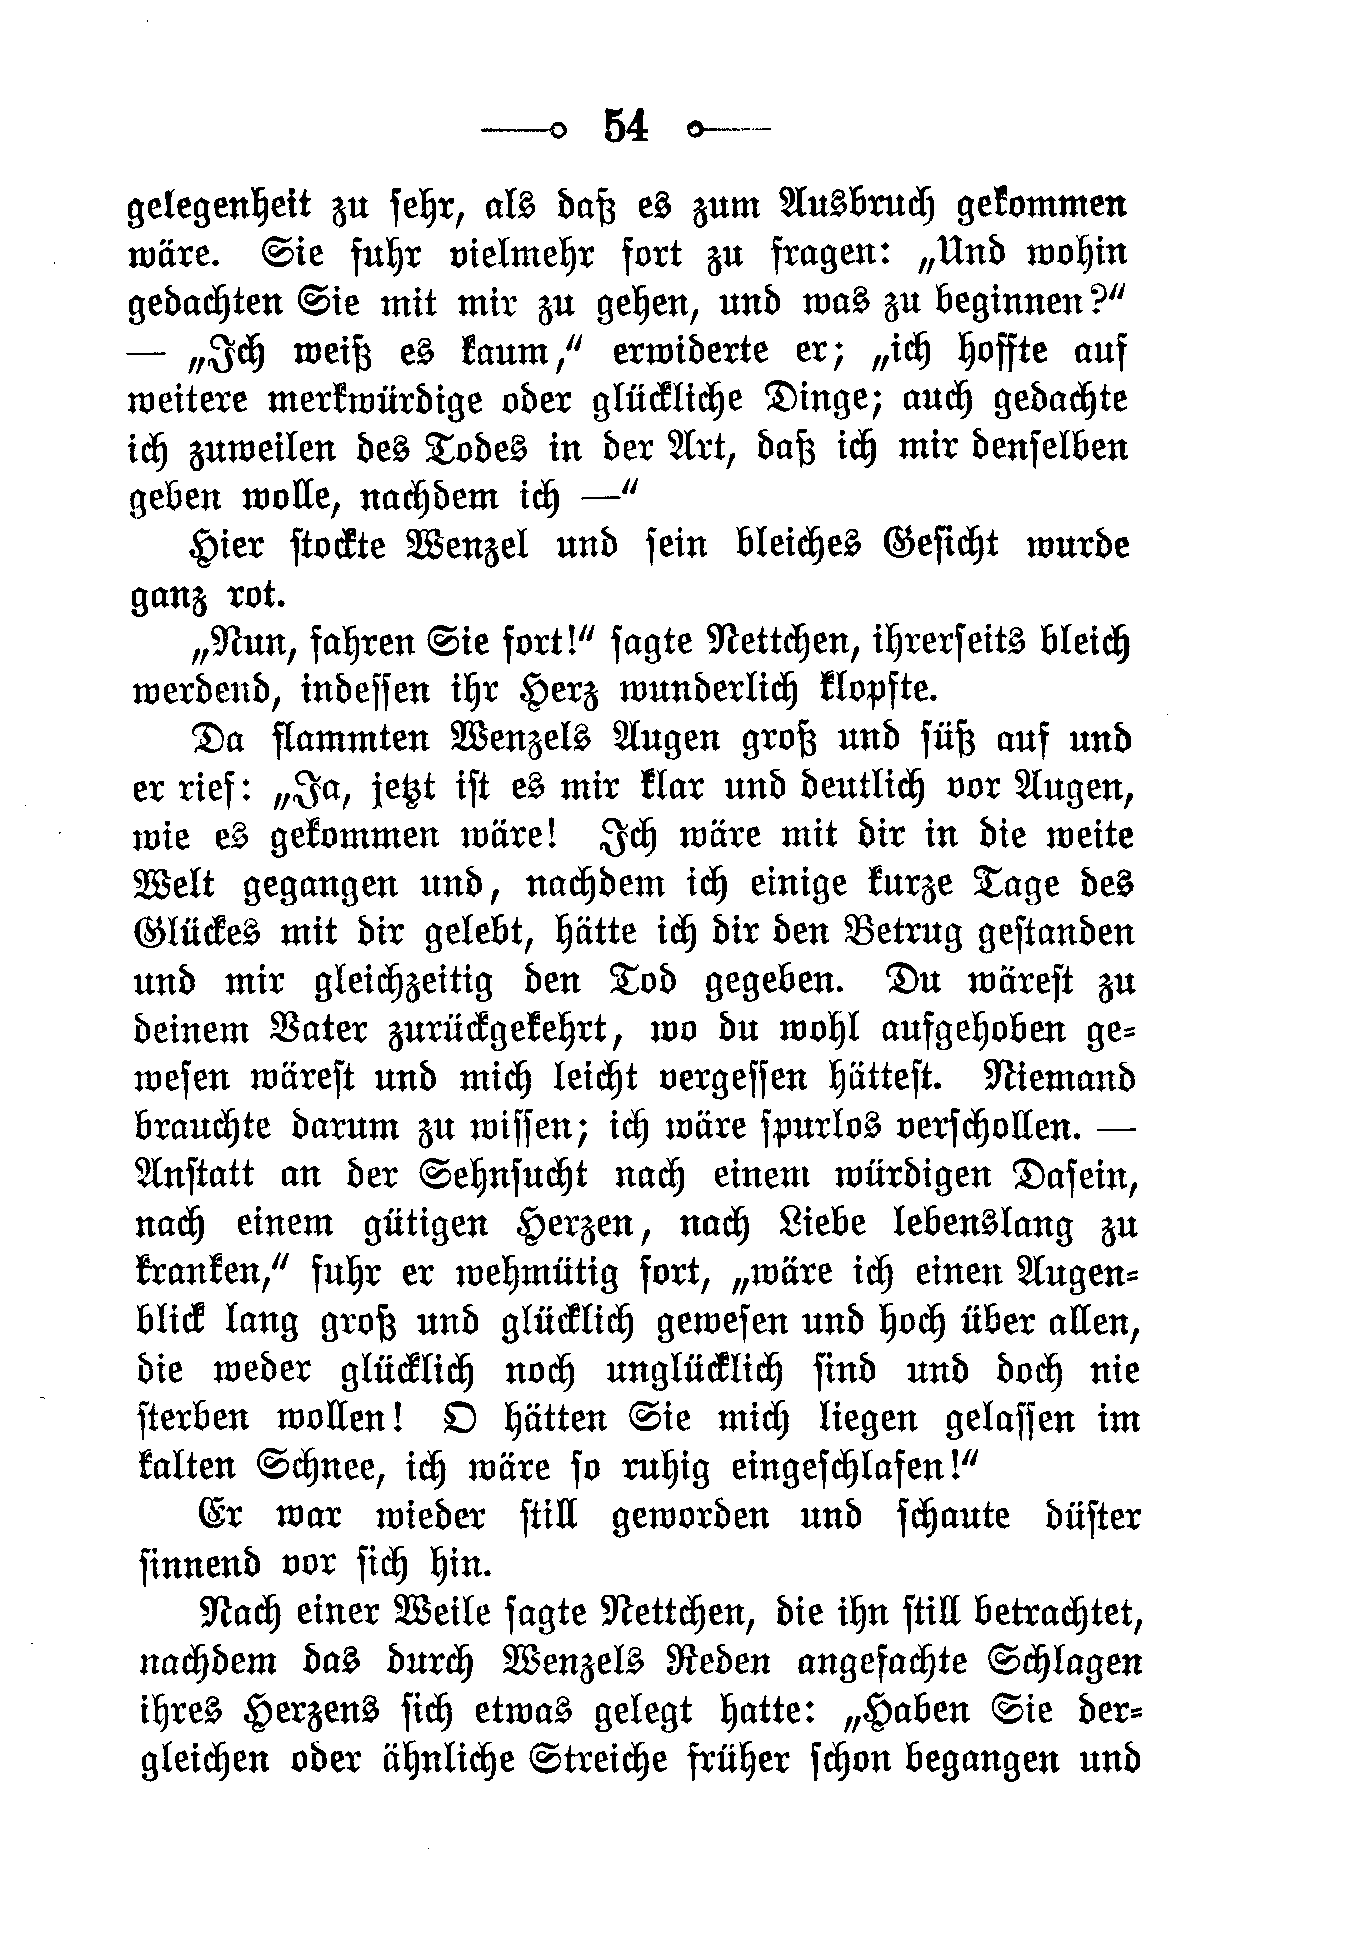 54
gelegenheit zu sehr, als daß es zum Ausbruch gekommen
wäre. Sie fuhr vielmehr fort zu fragen: „Und wohin
gedachten Sie mit mir zu gehen, und was zu beginnen?“
— „Ich weiß es kaum,“ erwiderte er; „ich hoffte auf
weitere merkwürdige oder glückliche Dinge; auch gedachte
ich zuweilen des Todes in der Art, daß ich mir denselben
geben wolle, nachdem ich —“
Hier stockte Wenzel und sein bleiches Gesicht wurde
ganz rot.
„Nun, fahren Sie fort!“ sagte Nettchen, ihrerseits bleich
werdend, indessen ihr Herz wunderlich klopfte.
Da flammten Wenzels Augen groß und süß auf und
er rief: „Ja, jetzt ist es mir klar und deutlich vor Augen,
wie es gekommen wäre! Ich wäre mit dir in die weite
Welt gegangen und, nachdem ich einige kurze Tage des
Glückes mit dir gelebt, hätte ich dir den Betrug gestanden
und mir gleichzeitig den Tod gegeben. Du wärest zu
deinem Vater zurückgekehrt, wo du wohl aufgehoben ge-
wesen wärest und mich leicht vergessen hättest. Niemand
brauchte darum zu wissen; ich wäre spurlos verschollen. —
Anstatt an der Sehnsucht nach einem würdigen Dasein,
nach einem gütigen Herzen, nach Liebe lebenslang zu
kranken,“ fuhr er wehmütig fort, „wäre ich einen Augen-
blick lang groß und glücklich gewesen und hoch über allen,
die weder glücklich noch unglücklich sind und doch nie
sterben wollen! O hätten Sie mich liegen gelassen im
kalten Schnee, ich wäre so ruhig eingeschlafen!“
Er war wieder still geworden und schaute düster
sinnend vor sich hin.
Nach einer Weile sagte Nettchen, die ihn still betrachtet,
nachdem das durch Wenzels Reden angefachte Schlagen
ihres Herzens sich etwas gelegt hatte: „Haben Sie der-
gleichen oder ähnliche Streiche früher schon begangen und